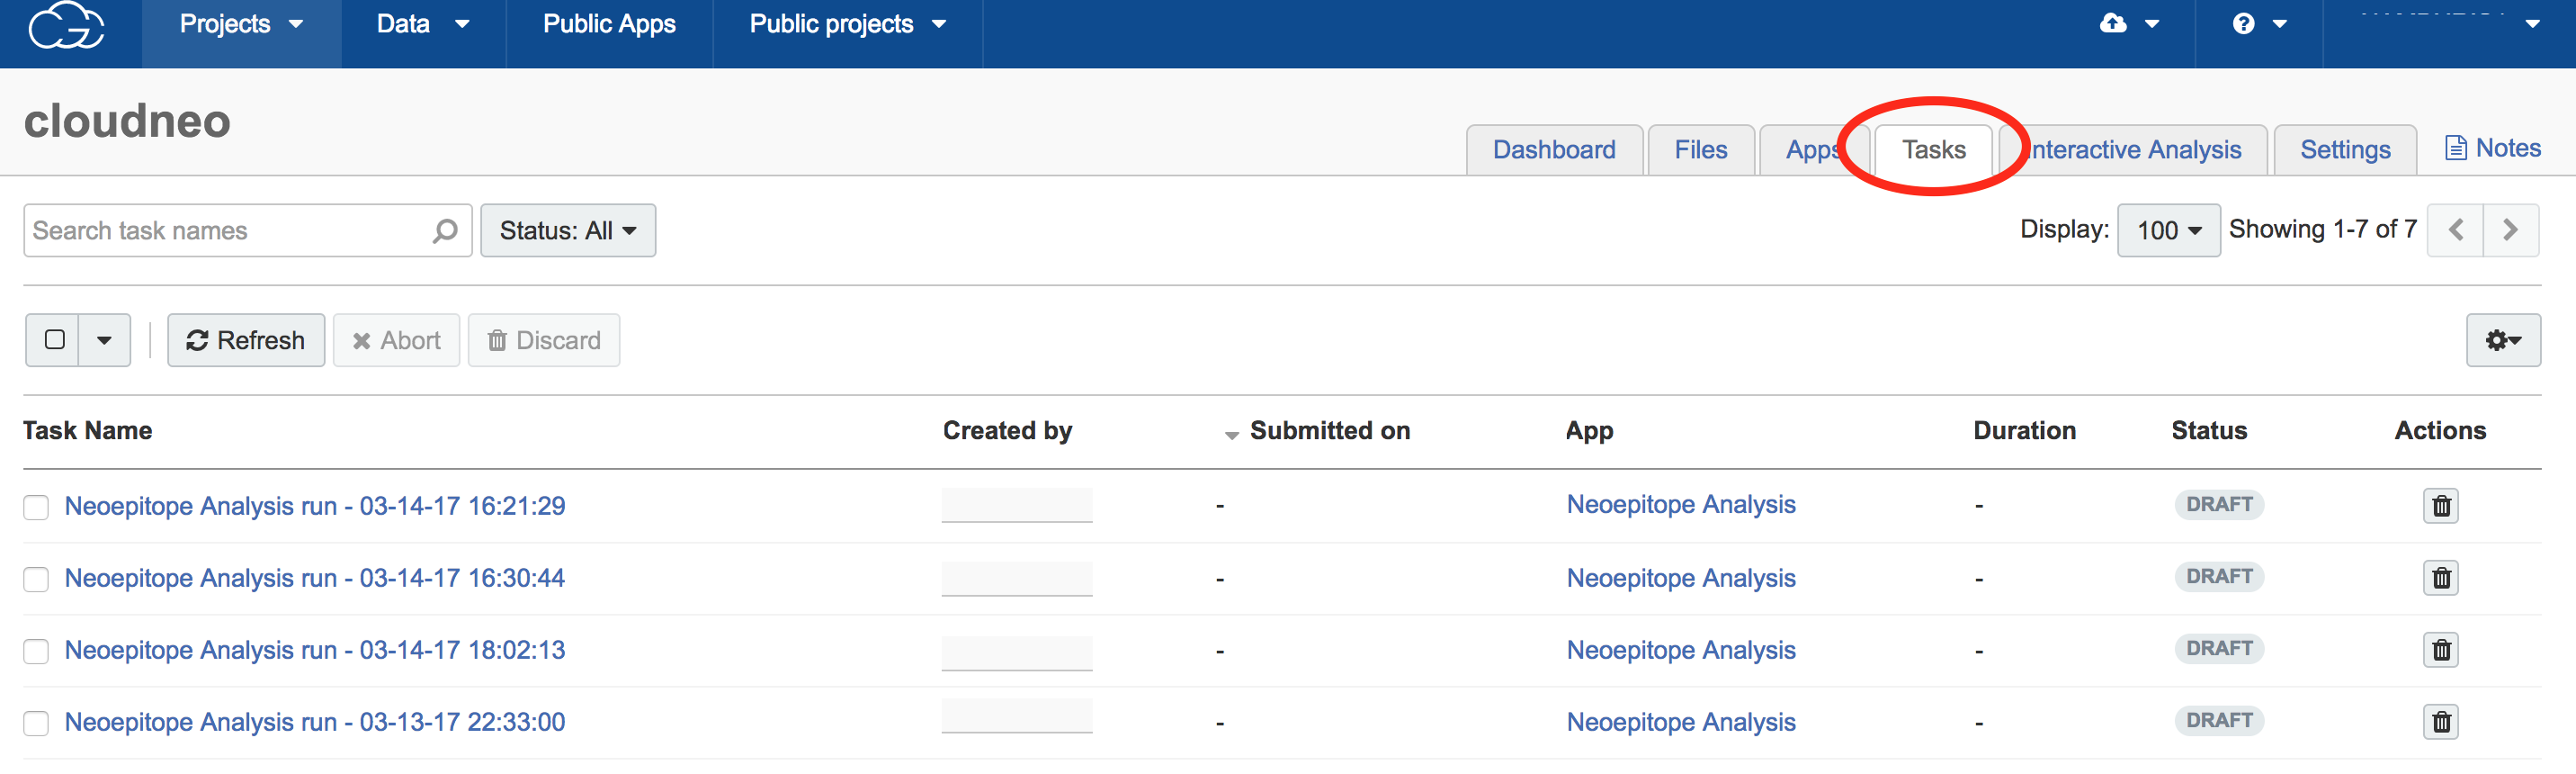 CGC Projects Data Public Apps Public projects
cloudneo
Dashboard Files Apps Tasks Interactive Analysis Settings Notes
Search task names Status: All Display: 100 Showing 1-7 of 7
Refresh Abort Discard
Task Name Created by Submitted on App Duration Status Actions
Neoepitope Analysis run - 03-14-17 16:21:29 - Neoepitope Analysis - DRAFT
Neoepitope Analysis run - 03-14-17 16:30:44 - Neoepitope Analysis - DRAFT
Neoepitope Analysis run - 03-14-17 18:02:13 - Neoepitope Analysis - DRAFT
Neoepitope Analysis run - 03-13-17 22:33:00 - Neoepitope Analysis - DRAFT